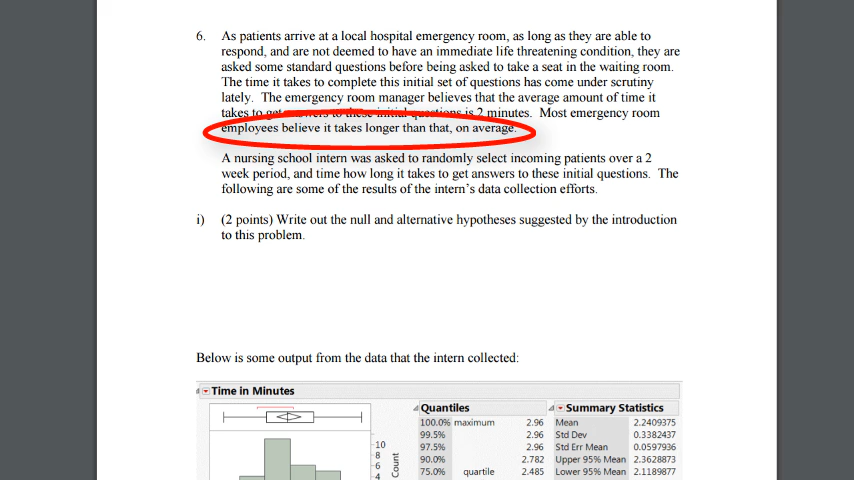 6. As patients arrive at a local hospital emergency room, as long as they are able to
respond, and are not deemed to have an immediate life threatening condition, they are
asked some standard questions before being asked to take a seat in the waiting room.
The time it takes to complete this initial set of questions has come under scrutiny
lately. The emergency room manager believes that the average amount of time it
takes to get answers to these initial questions is 2 minutes. Most emergency room
employees believe it takes longer than that, on average.
A nursing school intern was asked to randomly select incoming patients over a 2
week period, and time how long it takes to get answers to these initial questions. The
following are some of the results of the intern's data collection efforts.
i) (2 points) Write out the null and alternative hypotheses suggested by the introduction
to this problem.
Below is some output from the data that the intern collected:
Time in Minutes
10
8
6
4
Count
Quantiles
100.0% maximum 2.96
99.5% 2.96
97.5% 2.96
90.0% 2.782
75.0% quartile 2.485
Summary Statistics
Mean 2.2409375
Std Dev 0.3382437
Std Err Mean 0.0597936
Upper 95% Mean 2.3628873
Lower 95% Mean 2.1189877